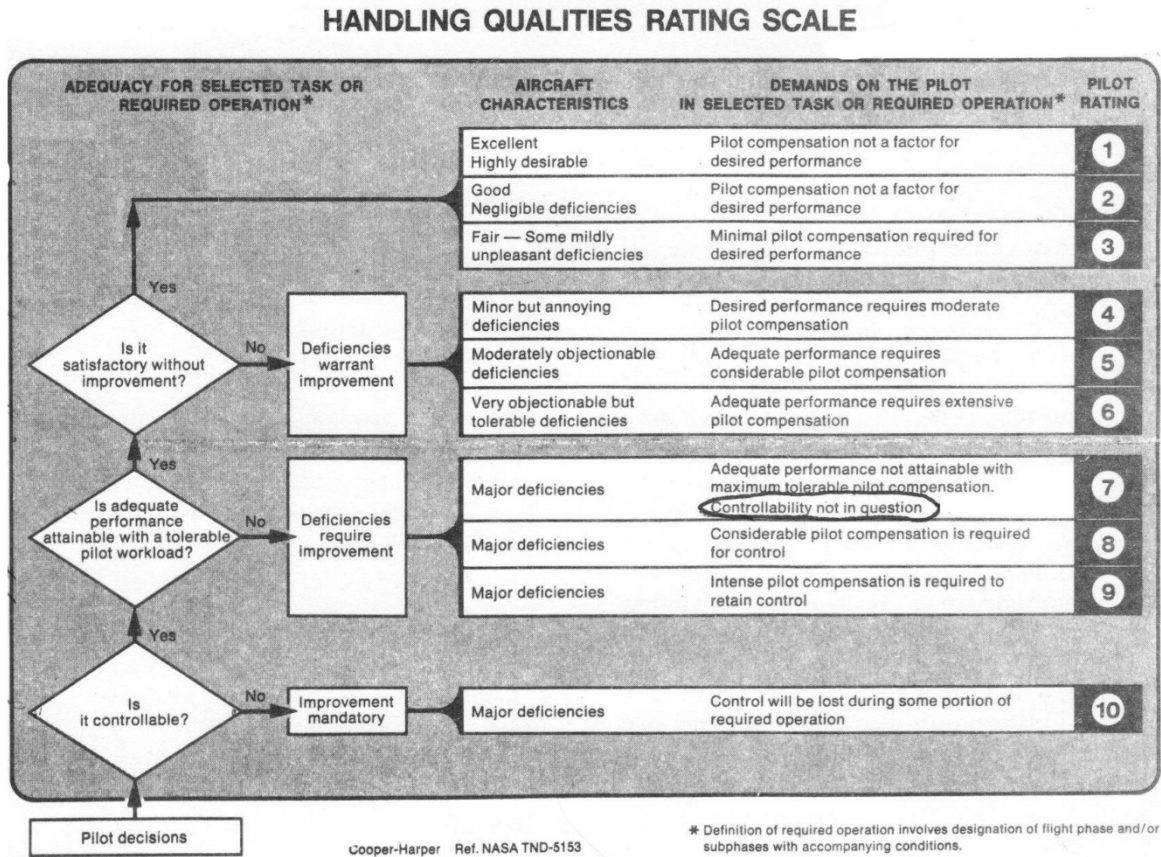 HANDLING QUALITIES RATING SCALE
ADEQUACY FOR SELECTED TASK OR
REQUIRED OPERATION*
AIRCRAFT
CHARACTERISTICS
DEMANDS ON THE PILOT
IN SELECTED TASK OR REQUIRED OPERATION*
PILOT
RATING
Excellent
Highly desirable
Pilot compensation not a factor for
desired performance
1
Good
Negligible deficiencies
Pilot compensation not a factor for
desired performance
2
Fair — Some mildly
unpleasant deficiencies
Minimal pilot compensation required for
desired performance
3
Yes
Is it
satisfactory without
improvement?
No
Deficiencies
warrant
improvement
Minor but annoying
deficiencies
Desired performance requires moderate
pilot compensation
4
Moderately objectionable
deficiencies
Adequate performance requires
considerable pilot compensation
5
Very objectionable but
tolerable deficiencies
Adequate performance requires extensive
pilot compensation
6
Yes
Is adequate
performance
attainable with a tolerable
pilot workload?
No
Deficiencies
require
improvement
Major deficiencies
Adequate performance not attainable with
maximum tolerable pilot compensation.
Controllability not in question
7
Major deficiencies
Considerable pilot compensation is required
for control
8
Major deficiencies
Intense pilot compensation is required to
retain control
9
Yes
Is
it controllable?
No
Improvement
mandatory
Major deficiencies
Control will be lost during some portion of
required operation
10
Pilot decisions
Cooper-Harper Ref. NASA TND-5153
* Definition of required operation involves designation of flight phase and/or
subphases with accompanying conditions.